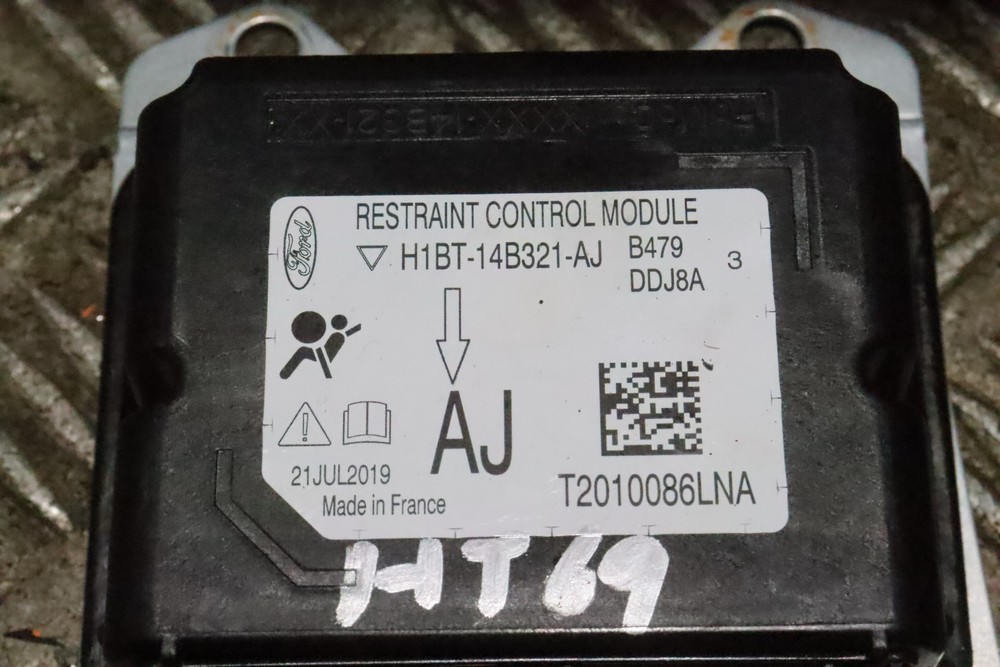 RESTRAINT CONTROL MODULE
Ford
H1BT-14B321-AJ B479 3
DDJ8A
AJ
21JUL2019
Made in France
T2010086LNA
HT69